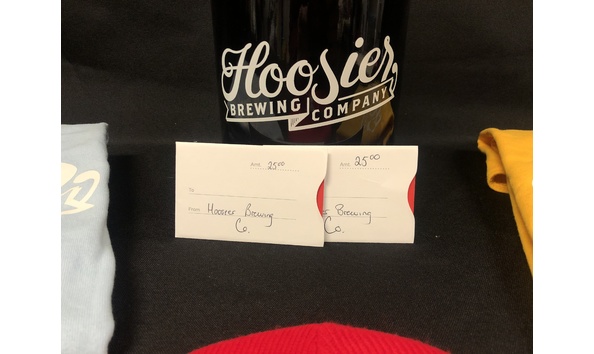 Hoosier
BREWING
COMPANY
Amt. 25 00
To
From Hoosier Brewing
Co.
Amt. 25 00
Brewing
Co.